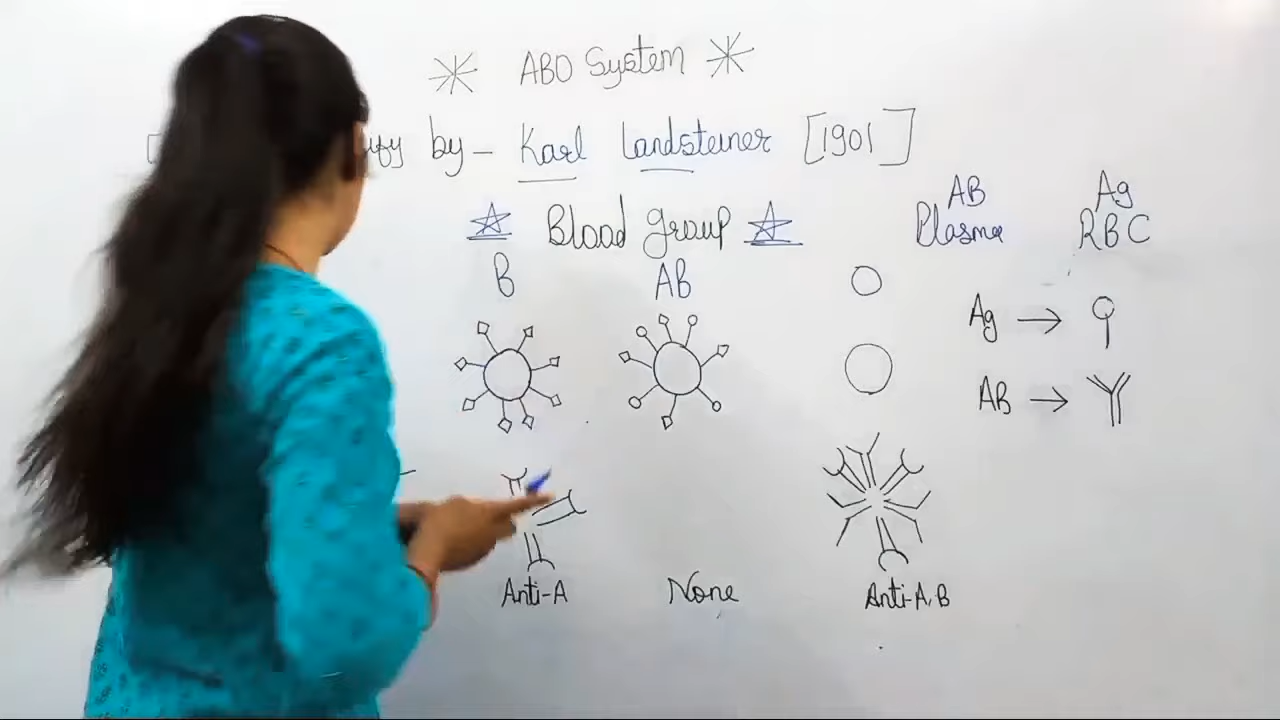 ABO System
by - Karl Landsteiner [1901]
AB Ag
Blood group Plasma RBC
B AB O
Ag →
AB →
Anti-A None Anti-A, B